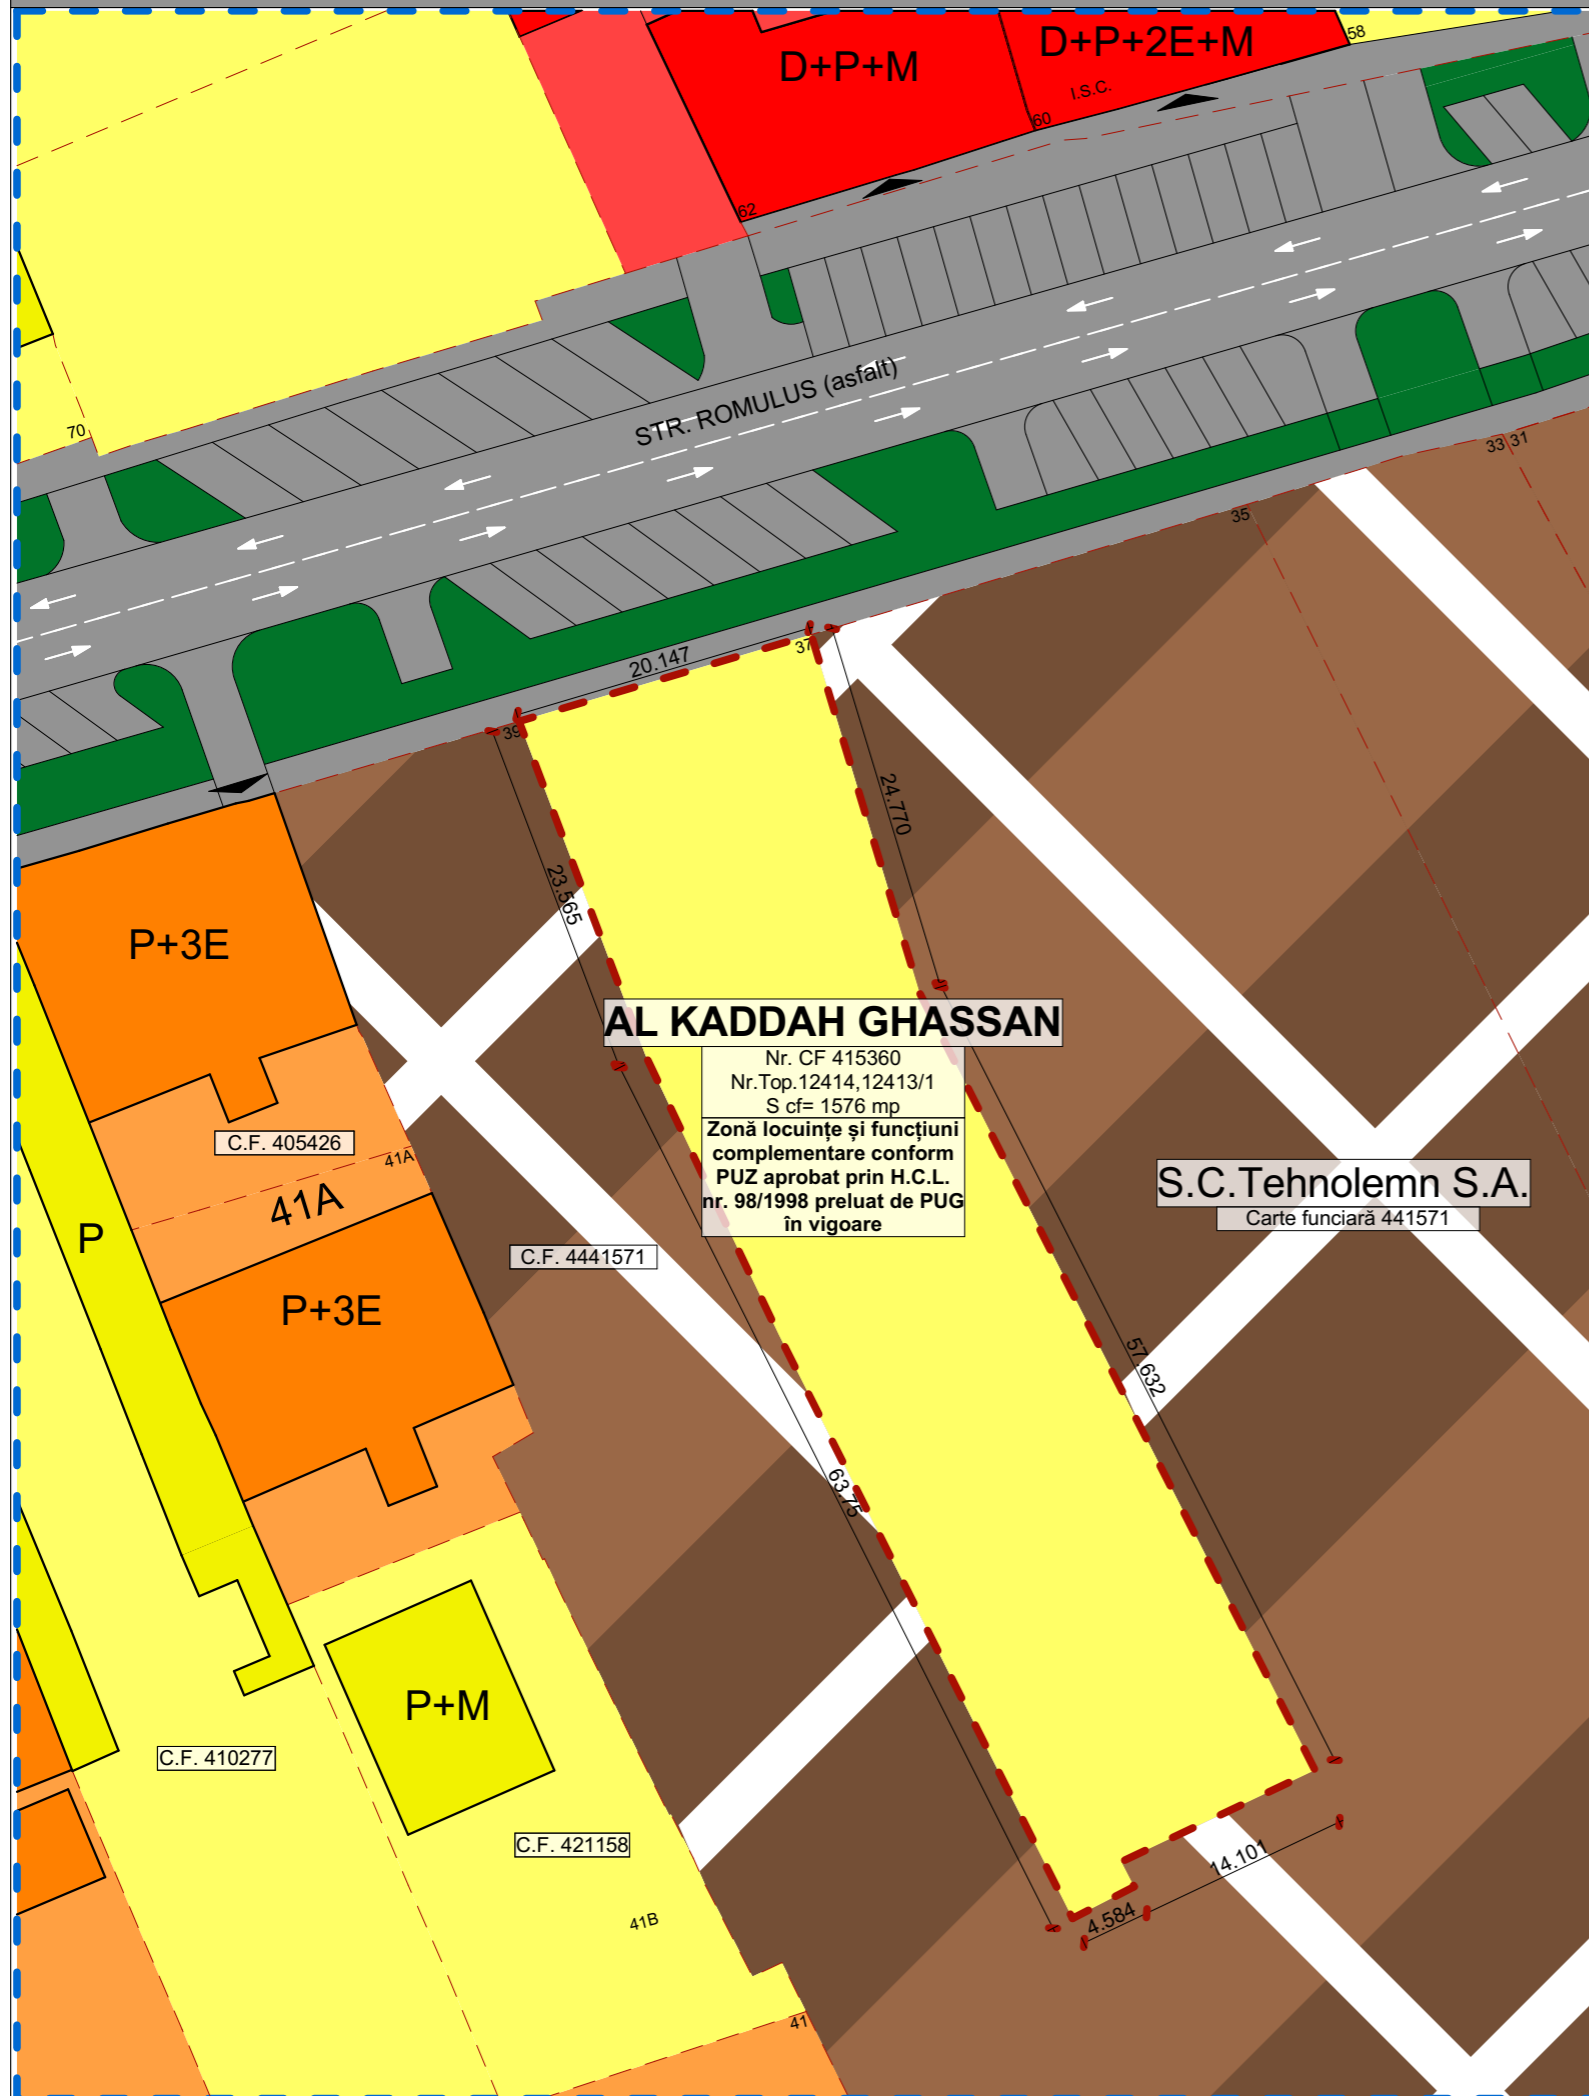 D+P+M
D+P+2E+M
58
I.S.C.
60
62
70
STR. ROMULUS (asfalt)
33
31
35
37
20.147
39
24.770
23.565
P+3E
AL KADDAH GHASSAN
Nr. CF 415360
Nr.Top.12414,12413/1
S cf= 1576 mp
Zonă locuințe și funcțiuni
complementare conform
PUZ aprobat prin H.C.L.
nr. 98/1998 preluat de PUG
în vigoare
C.F. 405426
41A
41A
P
S.C.Tehnolemn S.A.
Carte funciară 441571
C.F. 4441571
P+3E
57.632
63.75
P+M
C.F. 410277
C.F. 421158
14.101
4.584
41B
41